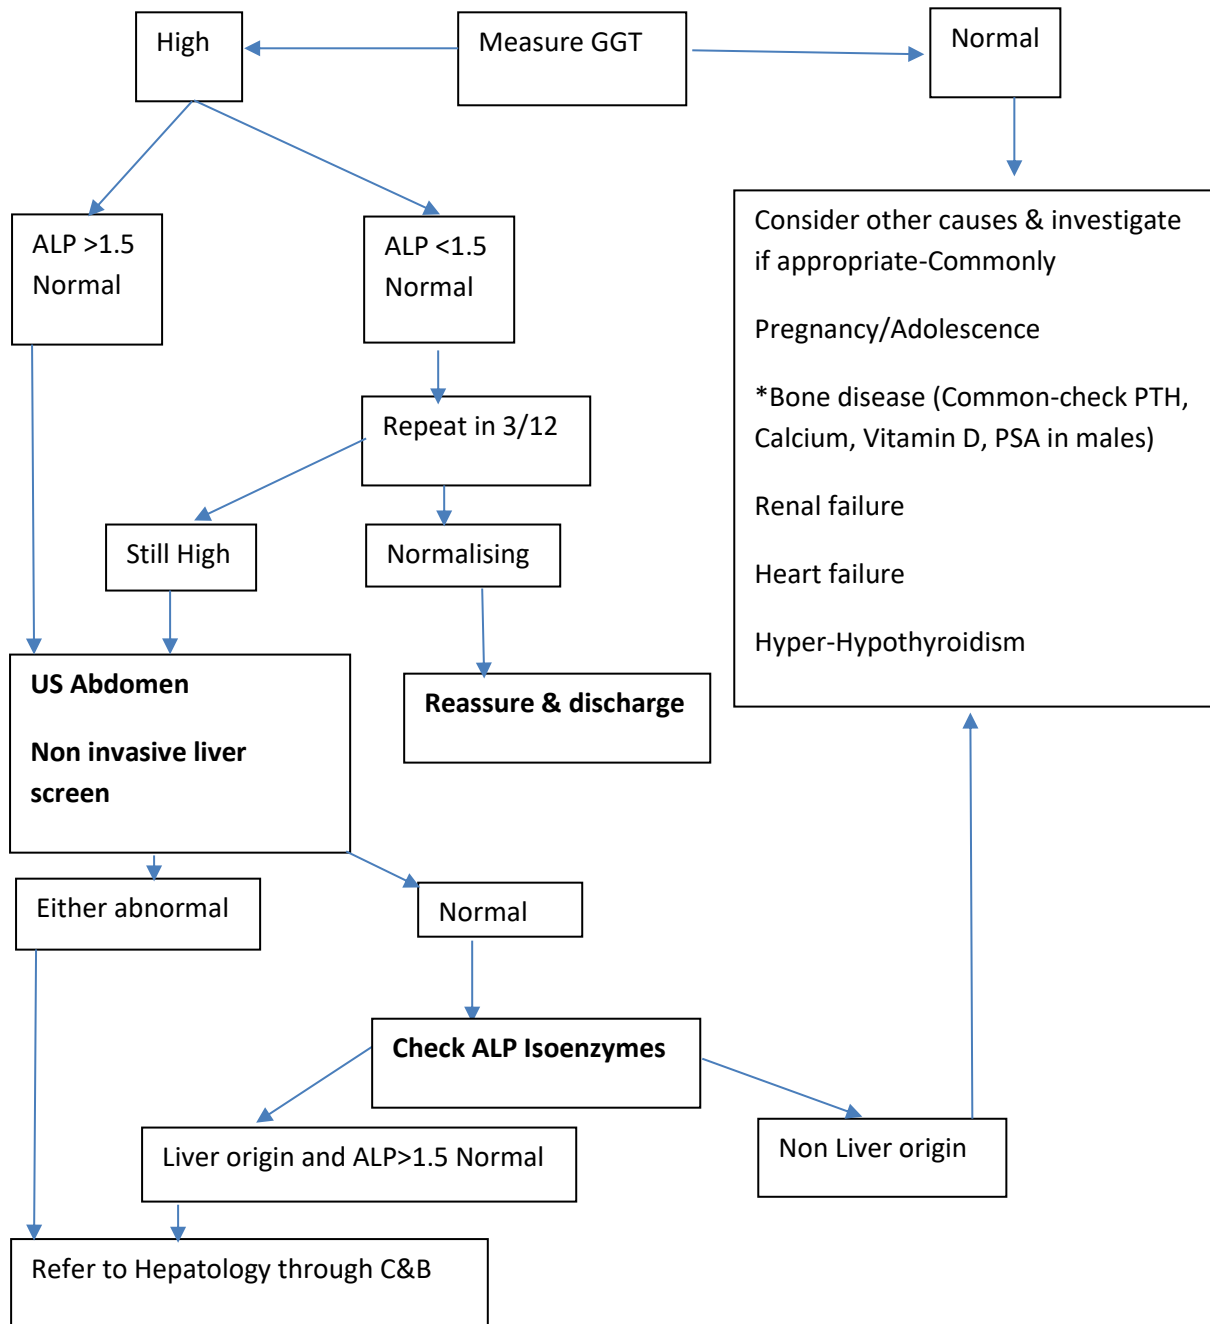 High
Measure GGT
Normal
ALP >1.5
Normal
ALP <1.5
Normal
Consider other causes & investigate
if appropriate-Commonly
Pregnancy/Adolescence
*Bone disease (Common-check PTH,
Calcium, Vitamin D, PSA in males)
Renal failure
Heart failure
Hyper-Hypothyroidism
Repeat in 3/12
Still High
Normalising
US Abdomen
Non invasive liver
screen
Reassure & discharge
Either abnormal
Normal
Check ALP Isoenzymes
Liver origin and ALP>1.5 Normal
Non Liver origin
Refer to Hepatology through C&B